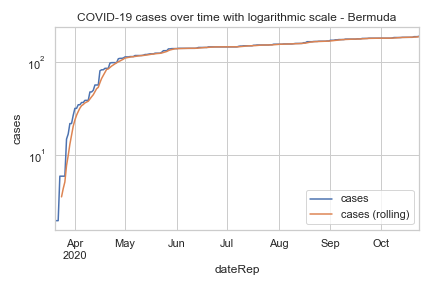 COVID-19 cases over time with logarithmic scale - Bermuda
cases
10²
10¹
cases
cases (rolling)
Apr May Jun Jul Aug Sep Oct
2020
dateRep